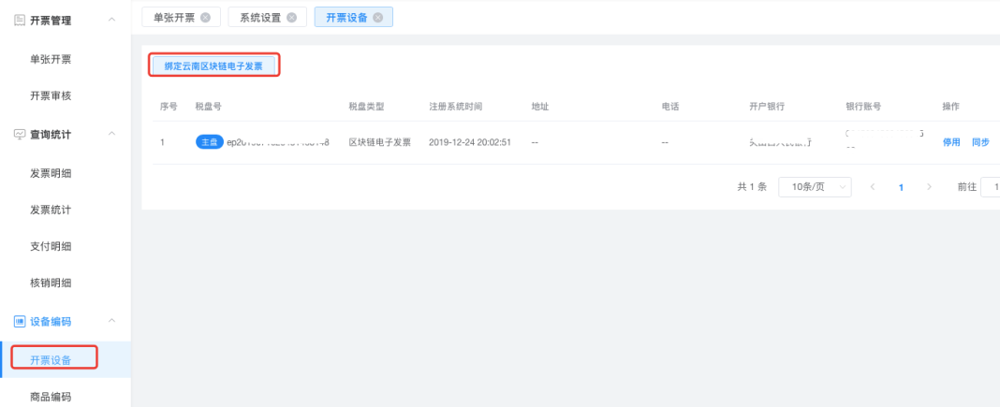 开票管理
单张开票
开票审核
查询统计
发票明细
发票统计
支付明细
核销明细
设备编码
开票设备
商品编码
单张开票 系统设置 开票设备
绑定云南区块链电子发票
序号 税盘号 税盘类型 注册系统时间 地址 电话 开户银行 银行账号 操作
1 主盘 区块链电子发票 2019-12-24 20:02:51 -- -- 停用 同步
共 1 条 10条/页 < 1 > 前往 1